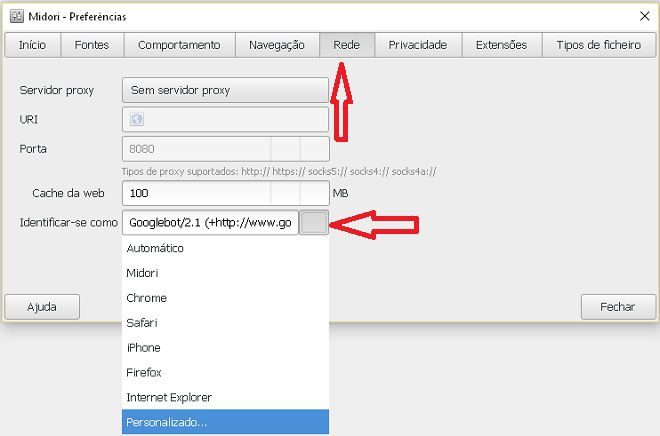 Midori - Preferências
Início Fontes Comportamento Navegação Rede Privacidade Extensões Tipos de ficheiro
Servidor proxy Sem servidor proxy
URI
Porta 8080
Tipos de proxy suportados: http:// https:// socks5:// socks4:// socks4a://
Cache da web 100 MB
Identificar-se como Googlebot/2.1 (+http://www.go
Automático
Midori
Chrome
Safari
iPhone
Firefox
Internet Explorer
Personalizado...
Ajuda Fechar